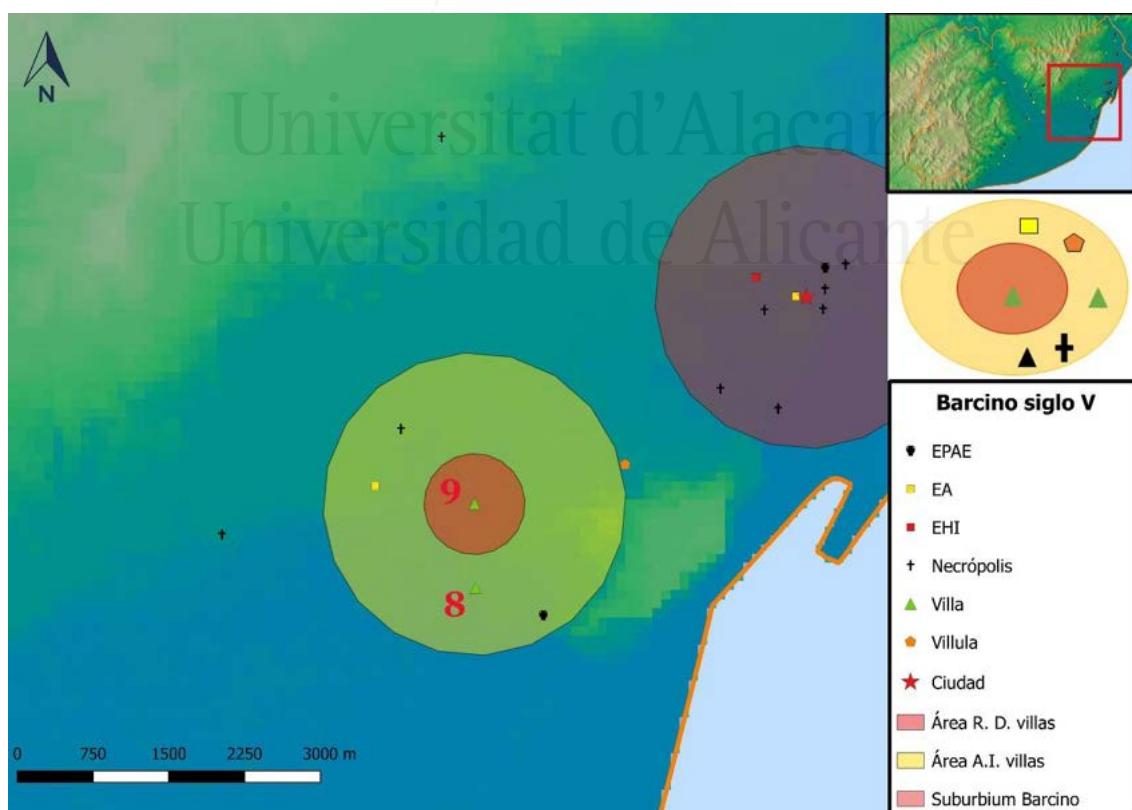 N
Universitat d'Alacant
Universidad de Alicante
9
8
0 750 1500 2250 3000 m
Barcino siglo V
EPAE
EA
EHI
Necrópolis
Villa
Villula
Ciudad
Área R. D. villas
Área A.I. villas
Suburbium Barcino